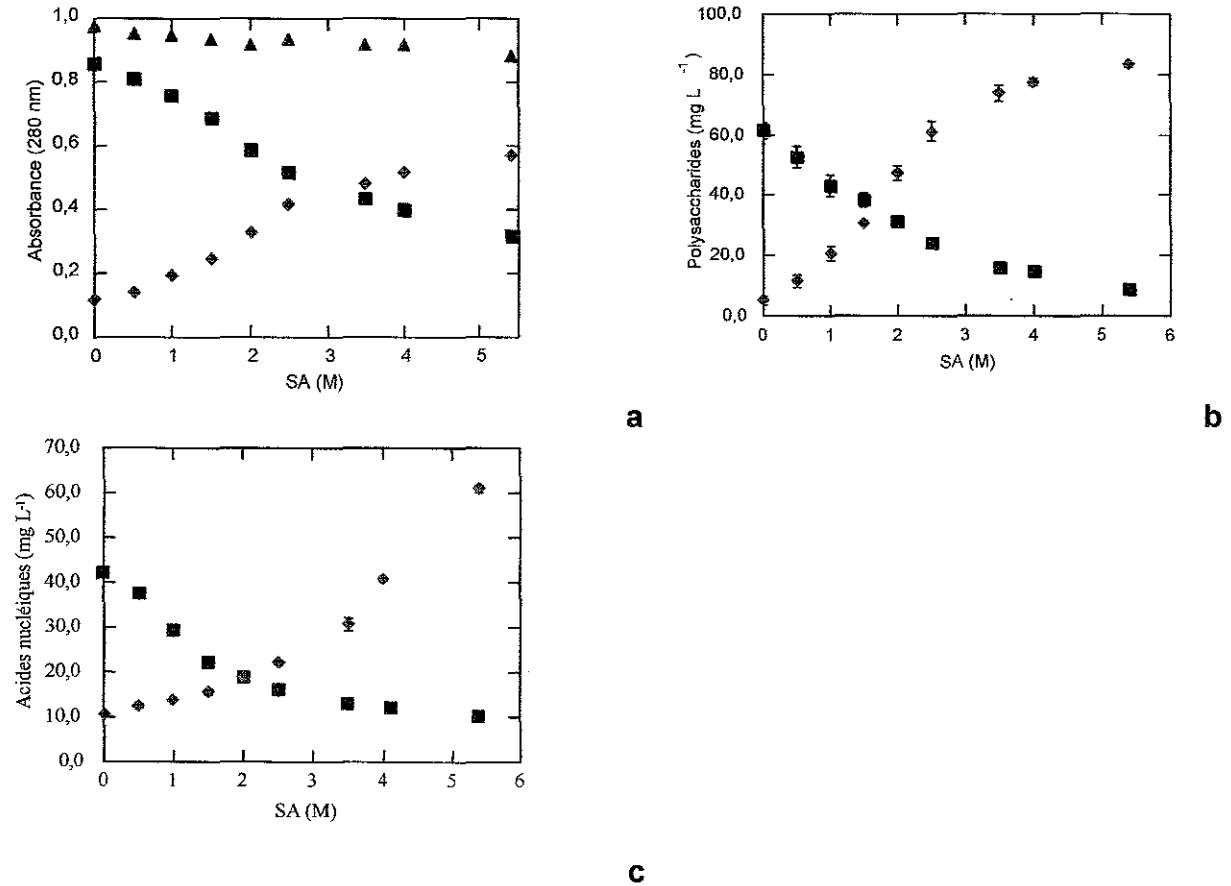 Absorbance (280 nm)
1,0
0,8
0,6
0,4
0,2
0,0
0 1 2 3 4 5
SA (M)
a
Polysaccharides (mg L -1)
100,0
80,0
60,0
40,0
20,0
0,0
0 1 2 3 4 5 6
SA (M)
b
Acides nucléiques (mg L-1)
70,0
60,0
50,0
40,0
30,0
20,0
10,0
0,0
0 1 2 3 4 5 6
SA (M)
c